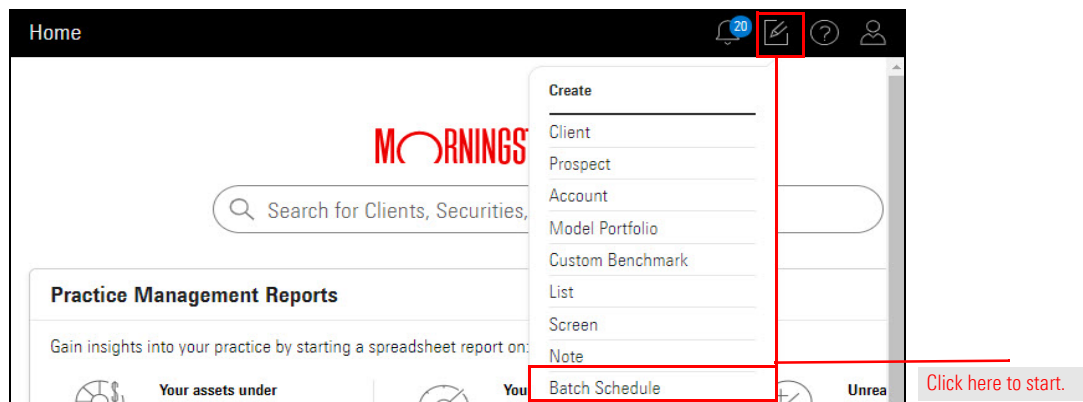 Home
20
Create
Client
MORNINGS
Prospect
Account
Search for Clients, Securities,
Model Portfolio
Custom Benchmark
Practice Management Reports
List
Screen
Gain insights into your practice by starting a spreadsheet report on:
Note
Your assets under
You
Batch Schedule
Unrea
Click here to start.